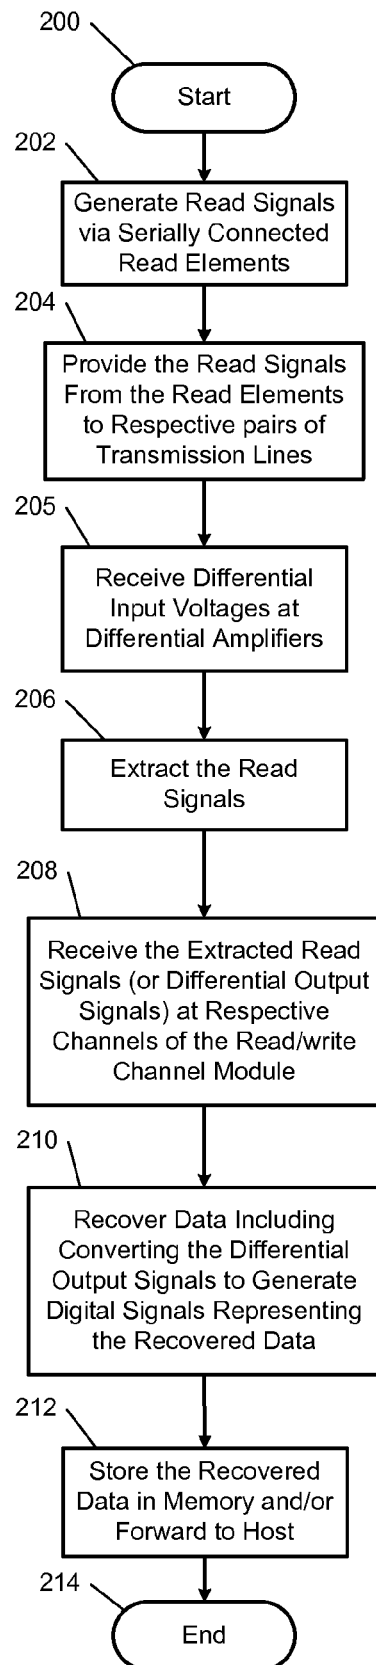 200
Start
202
Generate Read Signals
via Serially Connected
Read Elements
204
Provide the Read Signals
From the Read Elements
to Respective pairs of
Transmission Lines
205
Receive Differential
Input Voltages at
Differential Amplifiers
206
Extract the Read
Signals
208
Receive the Extracted Read
Signals (or Differential Output
Signals) at Respective
Channels of the Read/write
Channel Module
210
Recover Data Including
Converting the Differential
Output Signals to Generate
Digital Signals Representing
the Recovered Data
212
Store the Recovered
Data in Memory and/or
Forward to Host
214
End